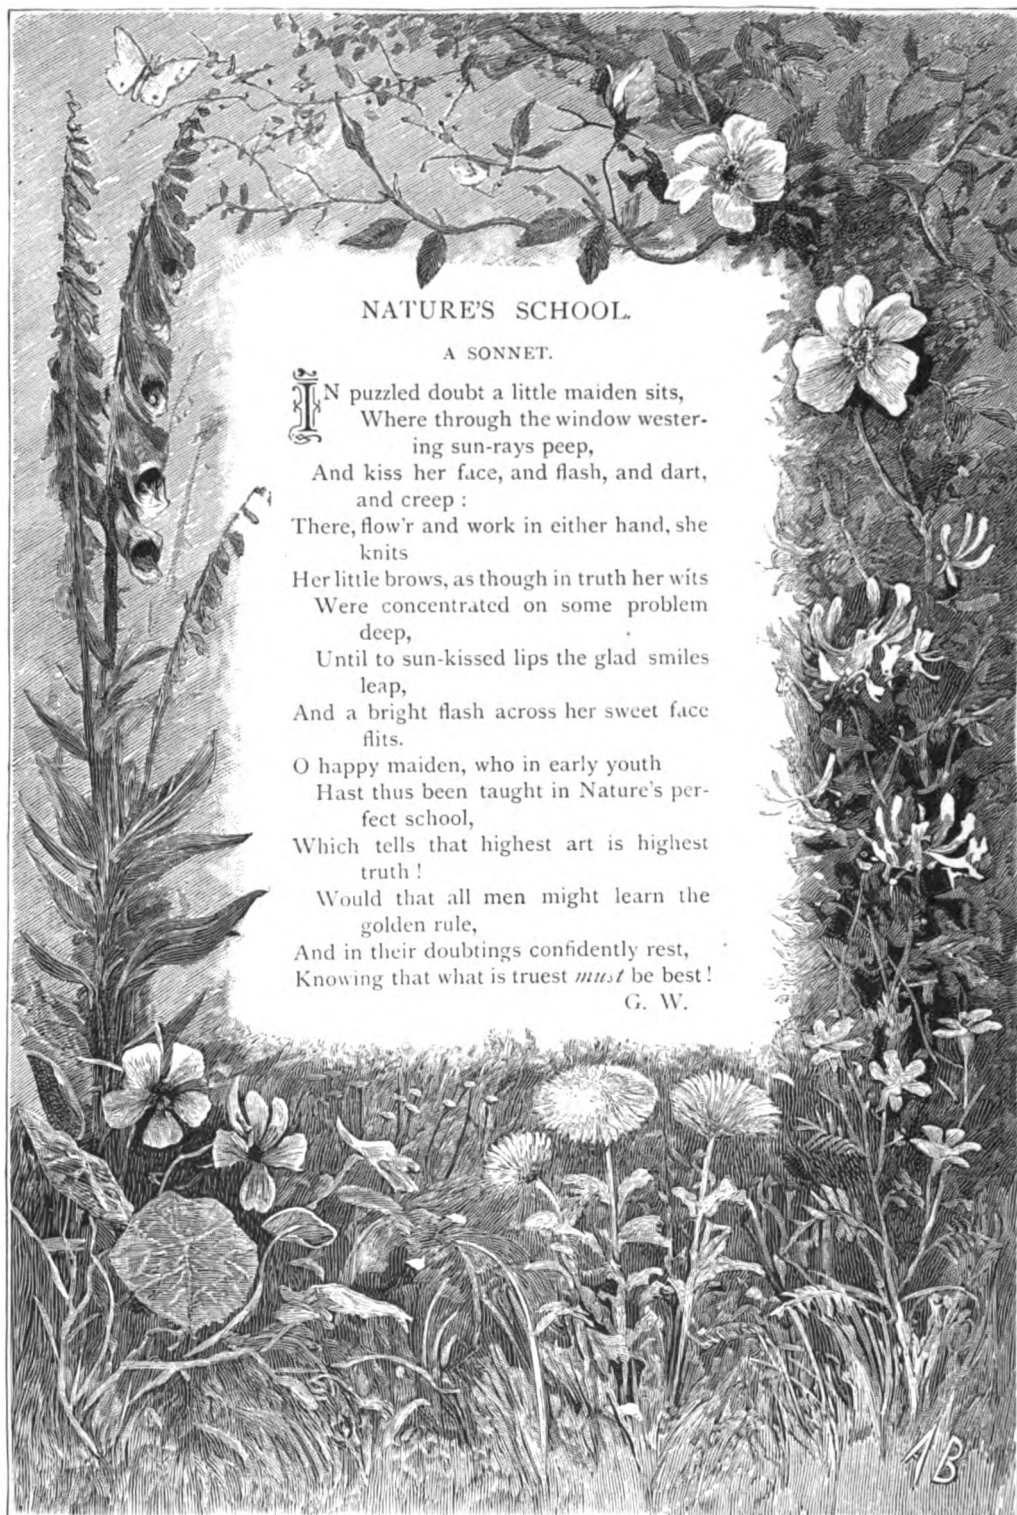 NATURE'S SCHOOL.
A SONNET.
IN puzzled doubt a little maiden sits,
Where through the window wester-
ing sun-rays peep,
And kiss her face, and flash, and dart,
and creep :
There, flow'r and work in either hand, she
knits
Her little brows, as though in truth her wits
Were concentrated on some problem
deep,
Until to sun-kissed lips the glad smiles
leap,
And a bright flash across her sweet face
flits.
O happy maiden, who in early youth
Hast thus been taught in Nature's per-
fect school,
Which tells that highest art is highest
truth !
Would that all men might learn the
golden rule,
And in their doubtings confidently rest,
Knowing that what is truest must be best !
G. W.
AB